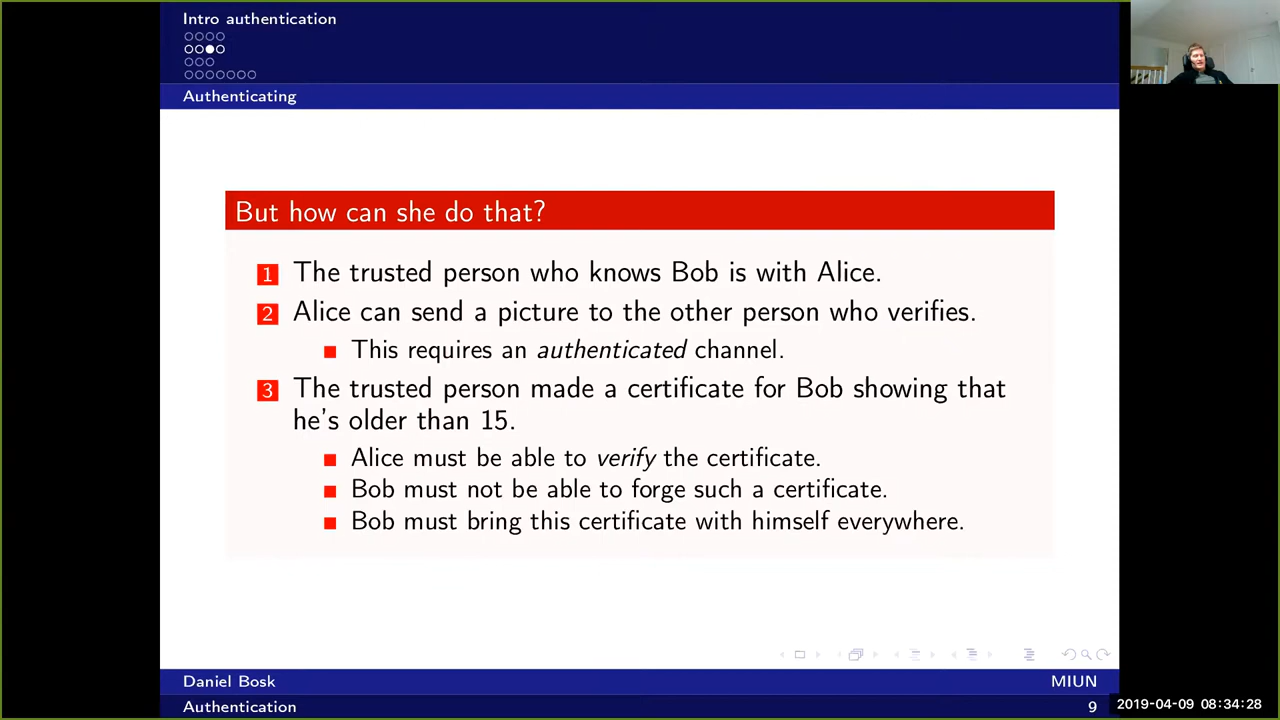 Intro authentication
Authenticating
But how can she do that?
1 The trusted person who knows Bob is with Alice.
2 Alice can send a picture to the other person who verifies.
This requires an authenticated channel.
3 The trusted person made a certificate for Bob showing that
he's older than 15.
Alice must be able to verify the certificate.
Bob must not be able to forge such a certificate.
Bob must bring this certificate with himself everywhere.
Daniel Bosk MIUN
Authentication 9
2019-04-09 08:34:28